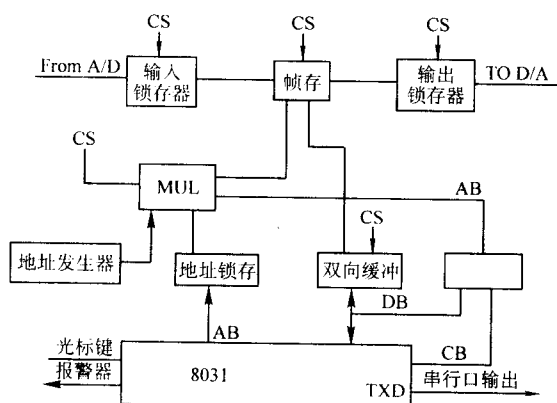 CS
CS
CS
From A/D
输入
锁存器
帧存
输出
锁存器
TO D/A
CS
MUL
AB
CS
地址发生器
地址锁存
双向缓冲
DB
AB
CB
光标键
报警器
8031
TXD
串行口输出